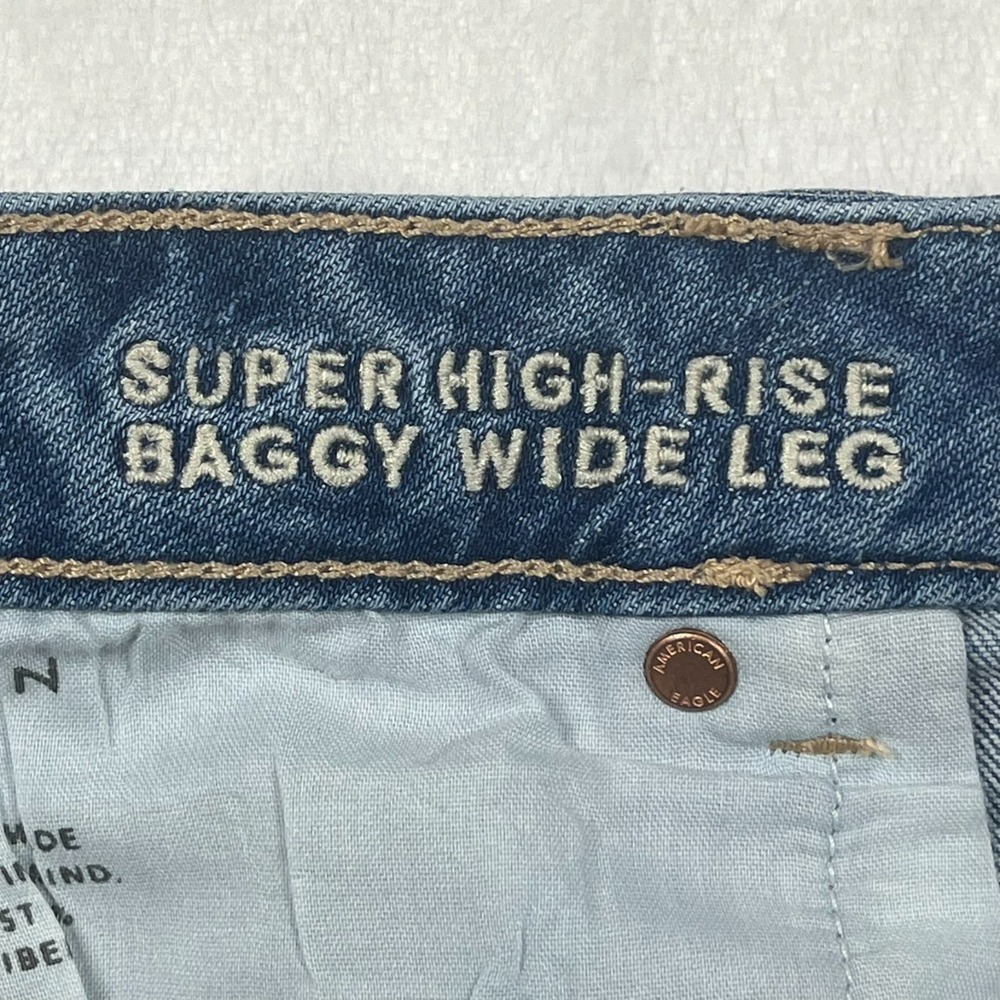 SUPER HIGH-RISE
BAGGY WIDE LEG
AMERICAN
EAGLE
N